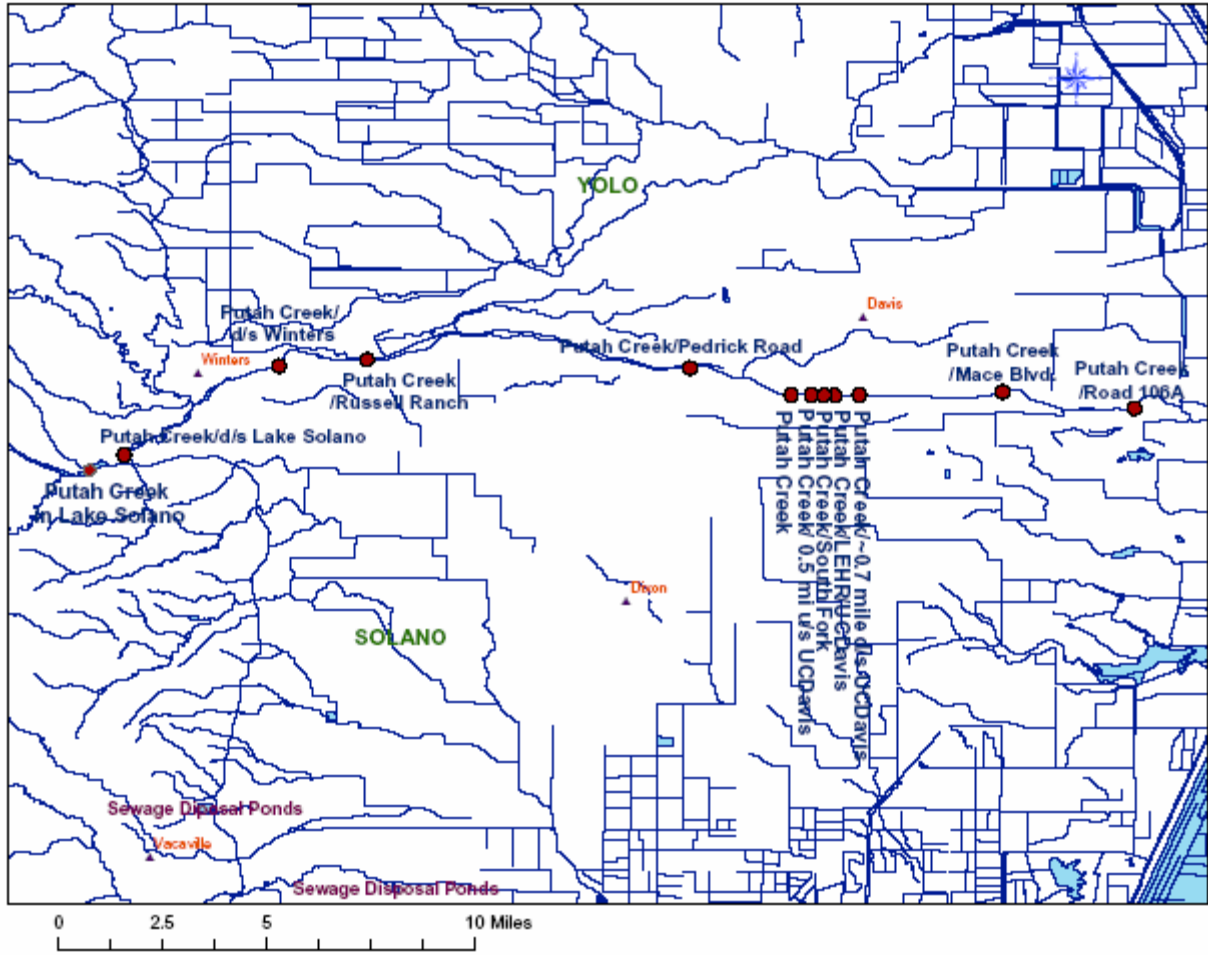 YOLO
Davis
Putah Creek/
d/s Winters
Winters
Putah Creek/Pedrick Road
Putah Creek
/Mace Blvd
Putah Creek
/Road 106A
Putah Creek
/Russell Ranch
Putah Creek/d/s Lake Solano
Putah Creek
in Lake Solano
Putah Creek
Putah Creek/ 0.5 mi u/s UCDavis
Putah Creek/South Fork
Putah Creek/LEHR/UCDavis
Putah Creek/~0.7 mile d/s UCDavis
Dixon
SOLANO
Sewage Diposal Ponds
Vacaville
Sewage Disposal Ponds
0 2.5 5 10 Miles